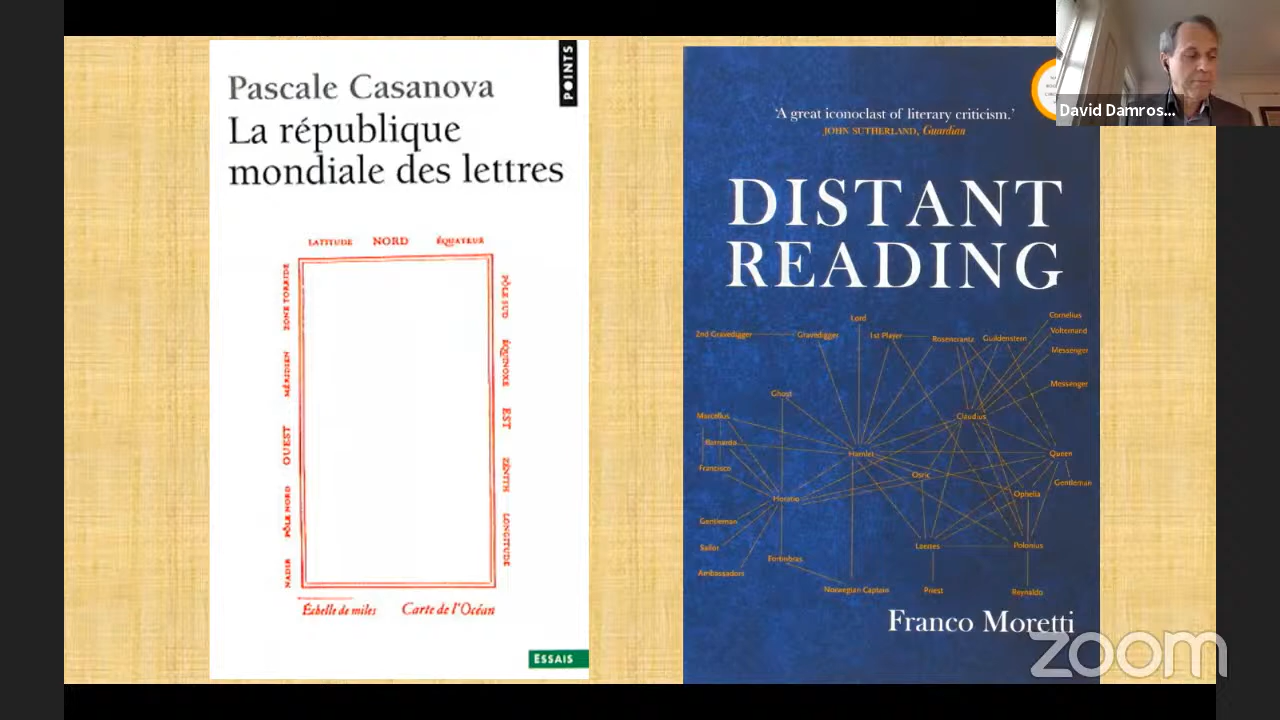 POINTS
Pascale Casanova
La république
mondiale des lettres
LATITUDE NORD ÉQUATEUR
ZONE TORRIDE
MÉRIDIEN
OUEST
PÔLE NORD
NADIR
PÔLE SUD
ÉQUINOXE
EST
ZÉNITH
LONGITUDE
Échelle de miles Carte de l'Océan
ESSAIS
'A great iconoclast of literary criticism.'
JOHN SUTHERLAND, Guardian
DISTANT
READING
Lord
Cornelius
2nd Gravedigger Gravedigger 1st Player Rosencrantz Guildenstern Voltemand
Messenger
Messenger
Ghost
Marcellus Claudius
Barnardo
Hamlet Queen
Francisco
Osric
Gentleman
Horatio Ophelia
Gentleman
Sailor Laertes Polonius
Fortinbras
Ambassadors
Norwegian Captain Priest Reynaldo
Franco Moretti
David Damros...
zoom